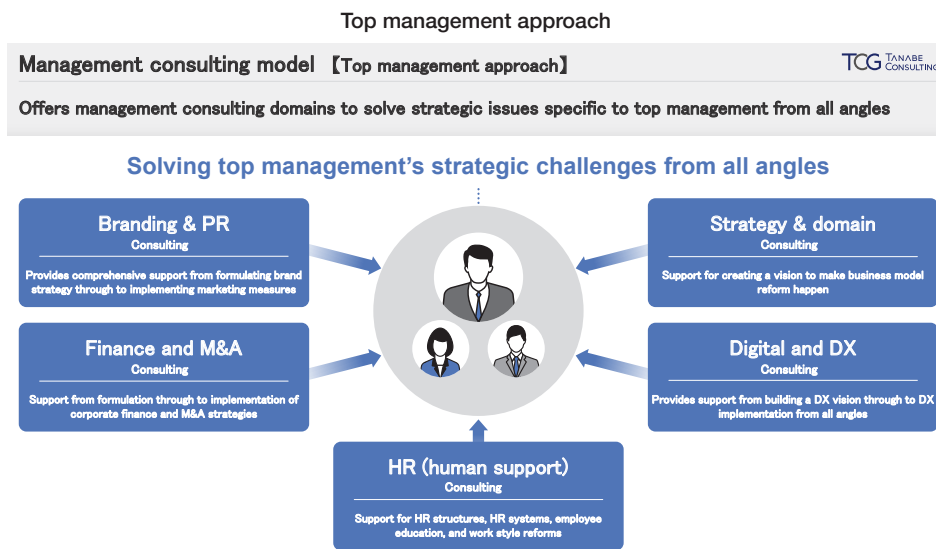 Top management approach
Management consulting model 【Top management approach】
TCG TANABE CONSULTING
Offers management consulting domains to solve strategic issues specific to top management from all angles
Solving top management's strategic challenges from all angles
Branding & PR
Consulting
Provides comprehensive support from formulating brand
strategy through to implementing marketing measures
Strategy & domain
Consulting
Support for creating a vision to make business model
reform happen
Finance and M&A
Consulting
Support from formulation through to implementation of
corporate finance and M&A strategies
Digital and DX
Consulting
Provides support from building a DX vision through to DX
implementation from all angles
HR (human support)
Consulting
Support for HR structures, HR systems, employee
education, and work style reforms